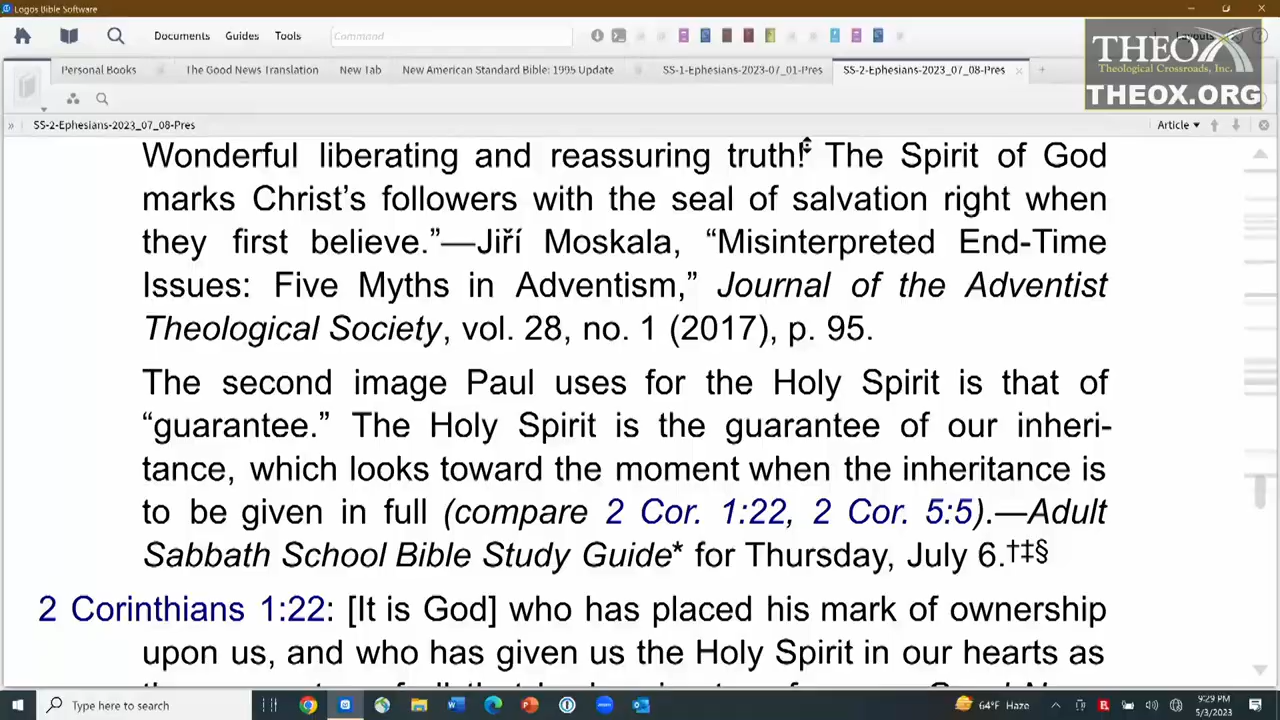 Logos Bible Software
Documents Guides Tools Command Layouts
Personal Books The Good News Translation New Tab SS-1-Ephesians-2023-07_01-Pres SS-2-Ephesians-2023_07_08-Pres
THEOX
Theological Crossroads, Inc.
THEOX.ORG
SS-2-Ephesians-2023_07_08-Pres Article
Wonderful liberating and reassuring truth! The Spirit of God
marks Christ’s followers with the seal of salvation right when
they first believe.”—Jiří Moskala, “Misinterpreted End-Time
Issues: Five Myths in Adventism,” Journal of the Adventist
Theological Society, vol. 28, no. 1 (2017), p. 95.
The second image Paul uses for the Holy Spirit is that of
“guarantee.” The Holy Spirit is the guarantee of our inheri-
tance, which looks toward the moment when the inheritance is
to be given in full (compare 2 Cor. 1:22, 2 Cor. 5:5).—Adult
Sabbath School Bible Study Guide* for Thursday, July 6.†‡§
2 Corinthians 1:22: [It is God] who has placed his mark of ownership
upon us, and who has given us the Holy Spirit in our hearts as
Type here to search 64°F Haze 9:29 PM
5/3/2023